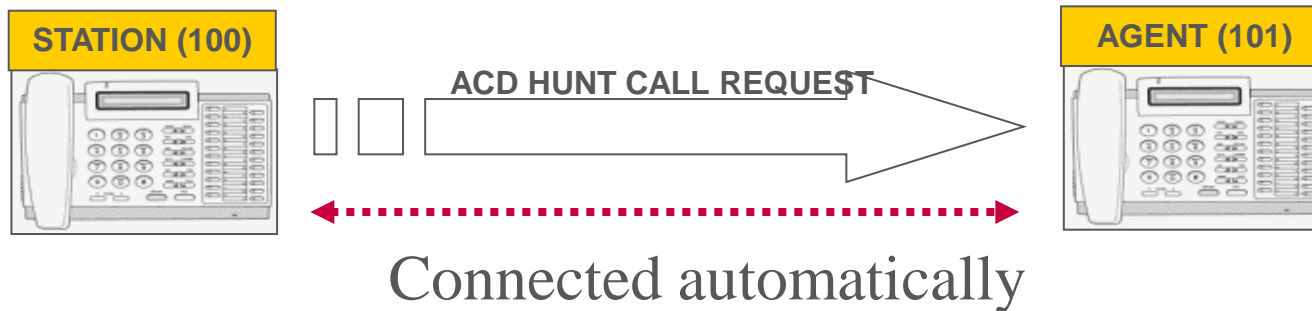 STATION (100)
AGENT (101)
ACD HUNT CALL REQUEST
Connected automatically